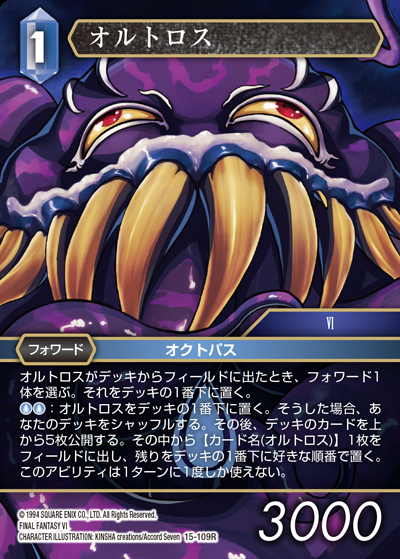 1
オルトロス
VI
フォワード
オクトパス
オルトロスがデッキからフィールドに出たとき、フォワード1
体を選ぶ。それをデッキの1番下に置く。
:オルトロスをデッキの1番下に置く。そうした場合、あ
なたのデッキをシャッフルする。その後、デッキのカードを上
から5枚公開する。その中から【カード名(オルトロス)】1枚を
フィールドに出し、残りをデッキの1番下に好きな順番で置く。
このアビリティは1ターンに1度しか使えない。
© 1994 SQUARE ENIX CO., LTD. All Rights Reserved.
FINAL FANTASY VI
CHARACTER ILLUSTRATION: KINSHA creations/Accord Seven 15-109R
3000